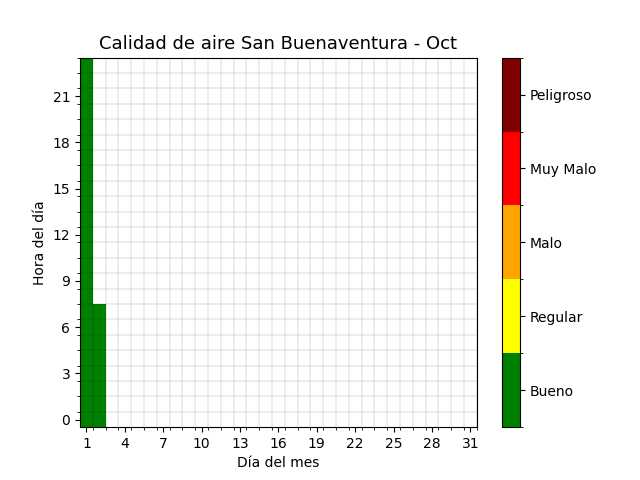 Calidad de aire San Buenaventura - Oct
Hora del día
21
18
15
12
9
6
3
0
1 4 7 10 13 16 19 22 25 28 31
Día del mes
Peligroso
Muy Malo
Malo
Regular
Bueno